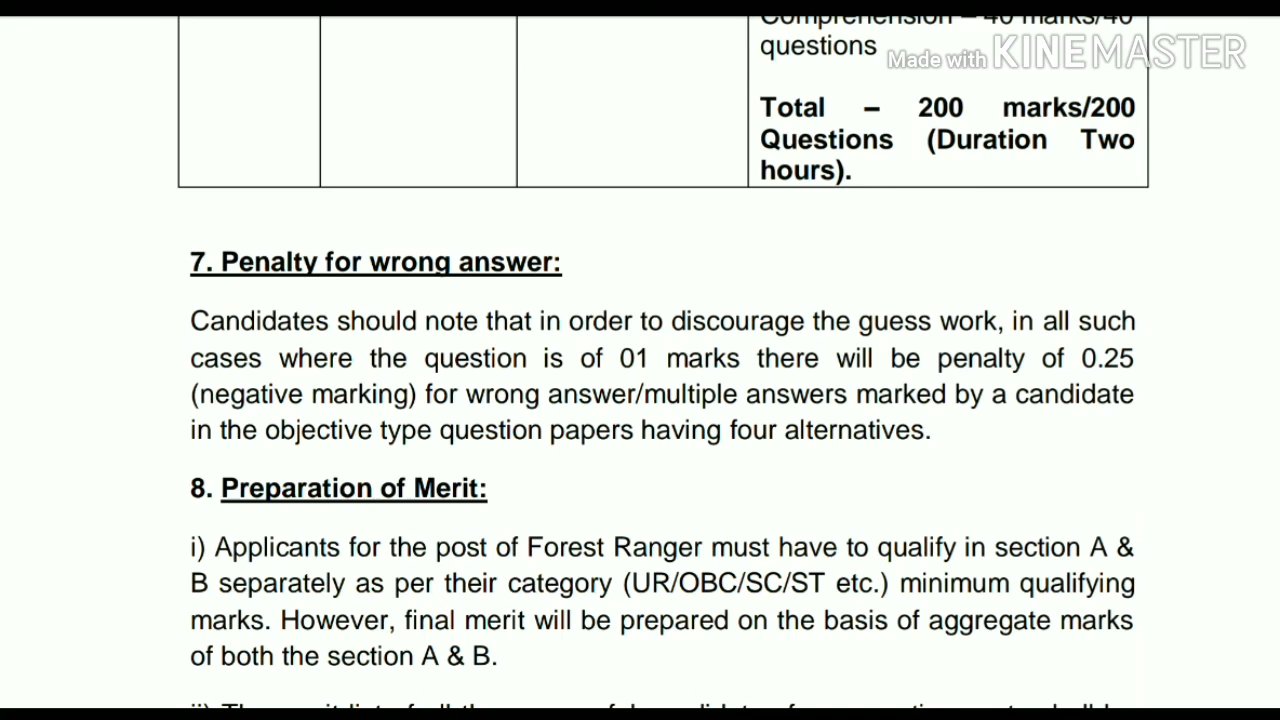 Comprehension – 40 marks/40
questions
Made with KINEMASTER
Total – 200 marks/200
Questions (Duration Two
hours).
7. Penalty for wrong answer:
Candidates should note that in order to discourage the guess work, in all such
cases where the question is of 01 marks there will be penalty of 0.25
(negative marking) for wrong answer/multiple answers marked by a candidate
in the objective type question papers having four alternatives.
8. Preparation of Merit:
i) Applicants for the post of Forest Ranger must have to qualify in section A &
B separately as per their category (UR/OBC/SC/ST etc.) minimum qualifying
marks. However, final merit will be prepared on the basis of aggregate marks
of both the section A & B.